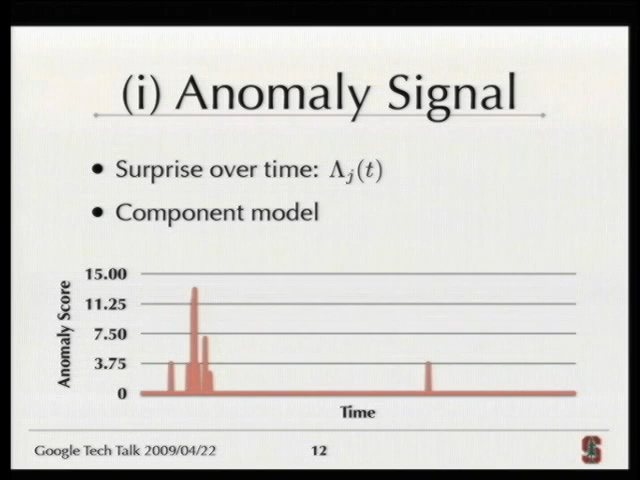 (i) Anomaly Signal
• Surprise over time: Λj(t)
• Component model
15.00
11.25
7.50
3.75
0
Anomaly Score
Time
Google Tech Talk 2009/04/22
12
S